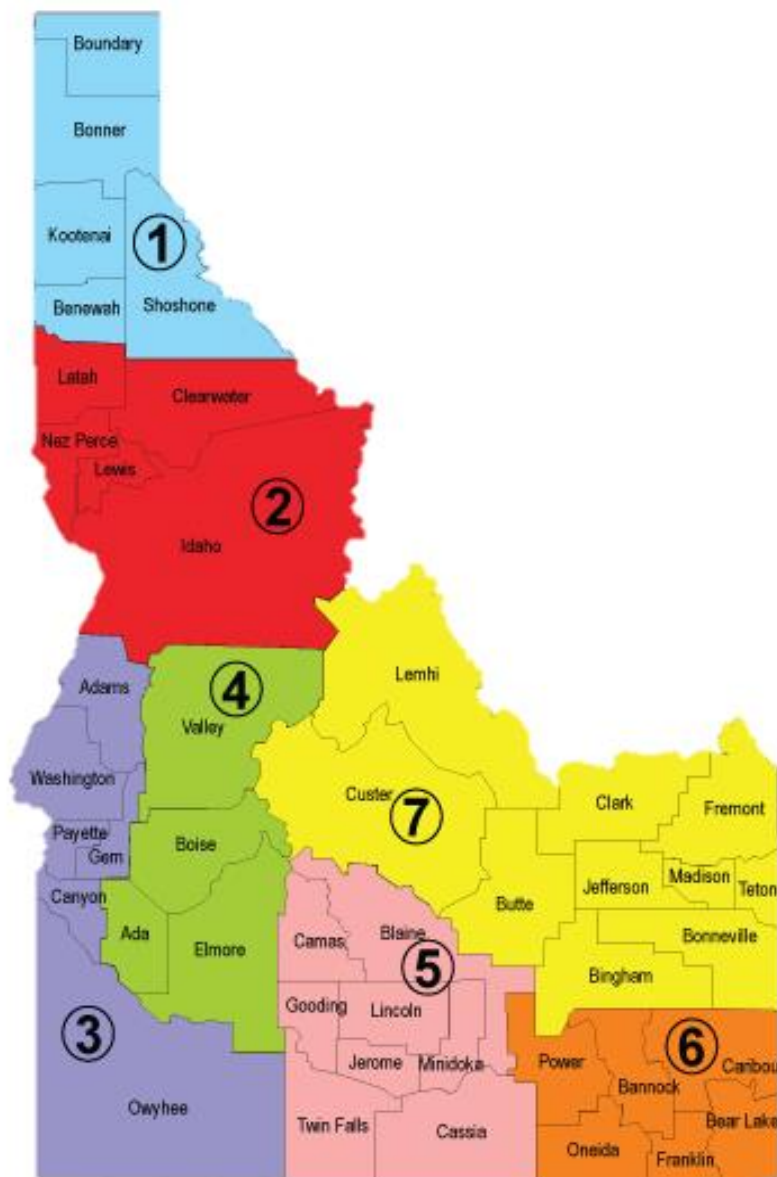 Boundary
Bonner
Kootenai
1
Benewah
Shoshone
Latah
Clearwater
Nez Perce
Lewis
2
Idaho
Adams
4
Lemhi
Valley
Washington
Custer
7
Clark
Fremont
Payette
Gem
Boise
Canyon
Butte
Jefferson
Madison
Teton
Ada
Elmore
Camas
Blaine
5
Bonneville
Bingham
Gooding
Lincoln
3
Jerome
Minidoka
Power
6
Caribou
Bannock
Owyhee
Twin Falls
Cassia
Bear Lake
Oneida
Franklin